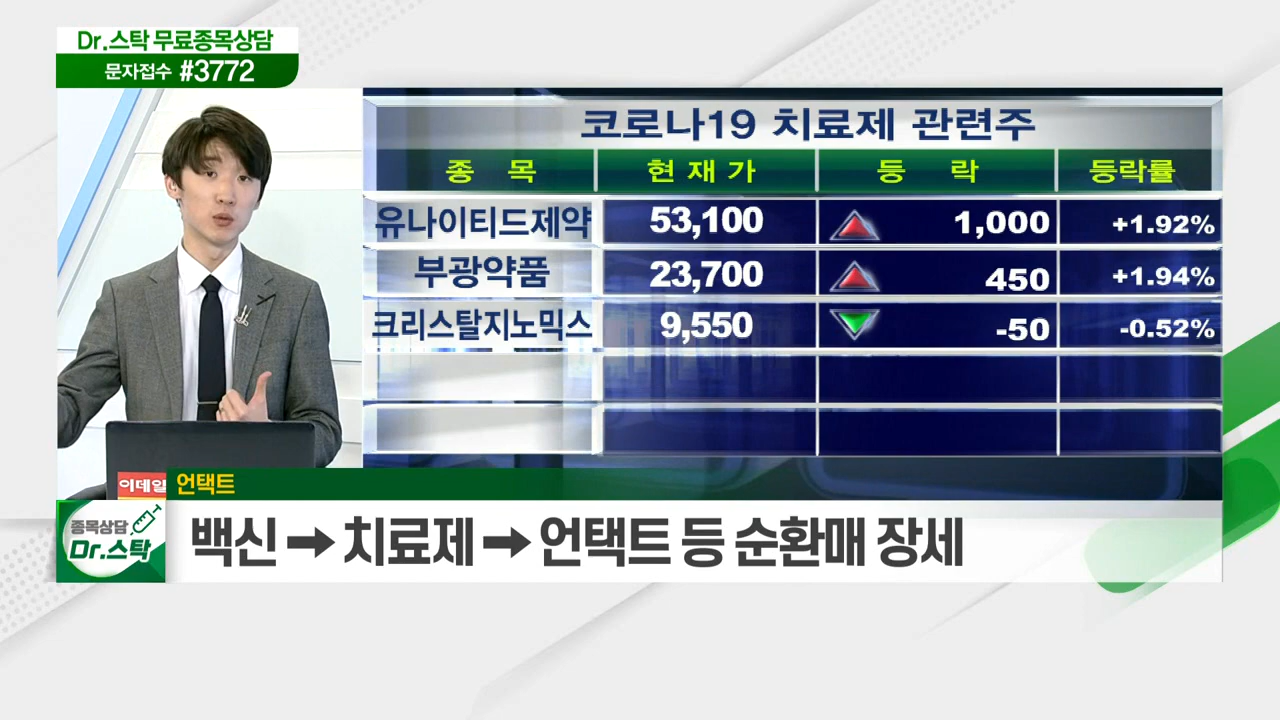 Dr.스탁 무료종목상담
문자접수 #3772
코로나19 치료제 관련주
종 목 현 재 가 등 락 등락률
유나이티드제약 53,100 1,000 +1.92%
부광약품 23,700 450 +1.94%
크리스탈지노믹스 9,550 -50 -0.52%
이데일
언택트
종목상담
Dr.스탁
백신 → 치료제 → 언택트 등 순환매 장세